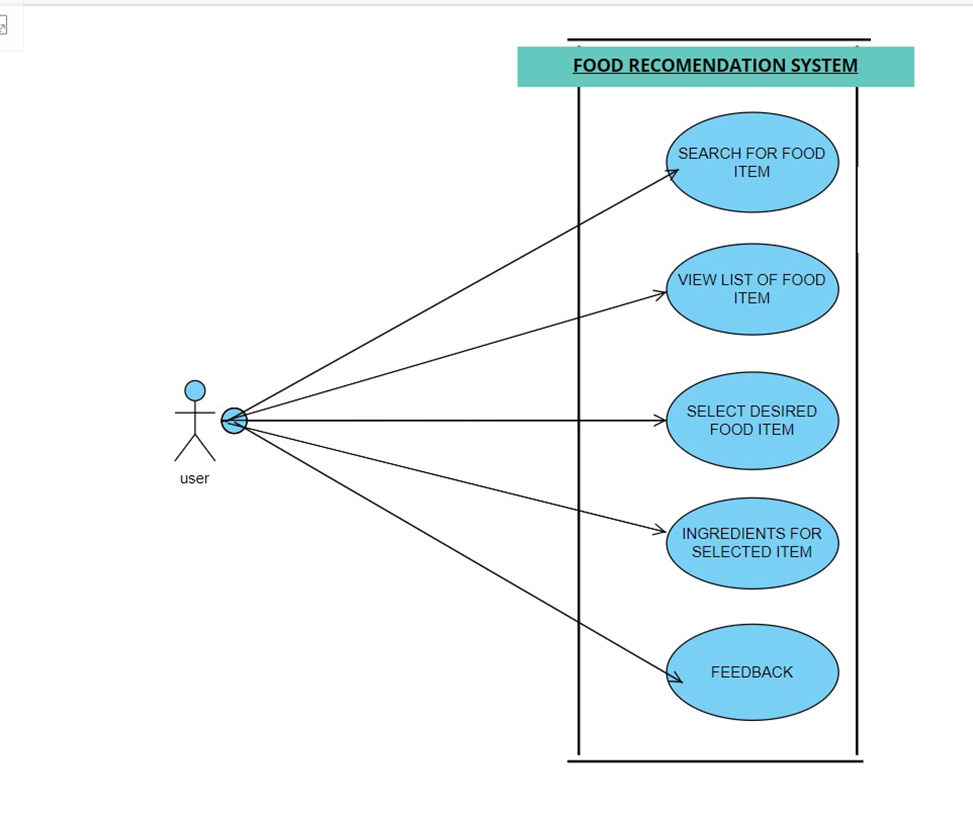 FOOD RECOMENDATION SYSTEM
SEARCH FOR FOOD
ITEM
VIEW LIST OF FOOD
ITEM
SELECT DESIRED
FOOD ITEM
user
INGREDIENTS FOR
SELECTED ITEM
FEEDBACK